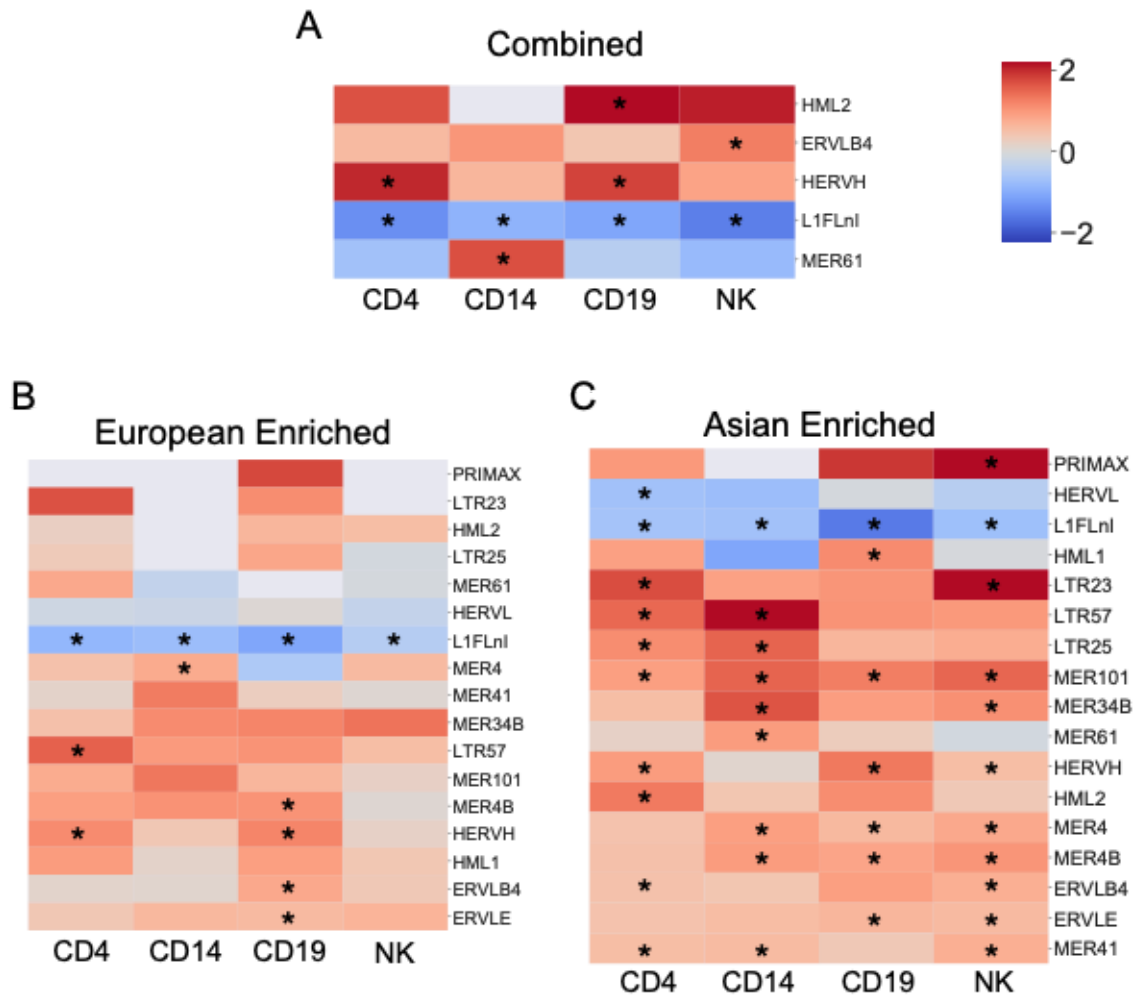 A
Combined
HML2
ERVLB4
HERVH
L1FLnI
MER61
* *
*
* *
* * * *
*
CD4 CD14 CD19 NK
2
0
−2
B
European Enriched
PRIMAX
LTR23
HML2
LTR25
MER61
HERVL
* * * * L1FLnI
* MER4
MER41
MER34B
* LTR57
MER101
* MER4B
* * HERVH
HML1
* ERVLB4
* ERVLE
CD4 CD14 CD19 NK
C
Asian Enriched
* PRIMAX
* HERVL
* * * * L1FLnI
* HML1
* * LTR23
* * LTR57
* * LTR25
* * * * MER101
* * MER34B
* MER61
* * * HERVH
* HML2
* * * MER4
* * * MER4B
* * ERVLB4
* * ERVLE
* * * MER41
CD4 CD14 CD19 NK